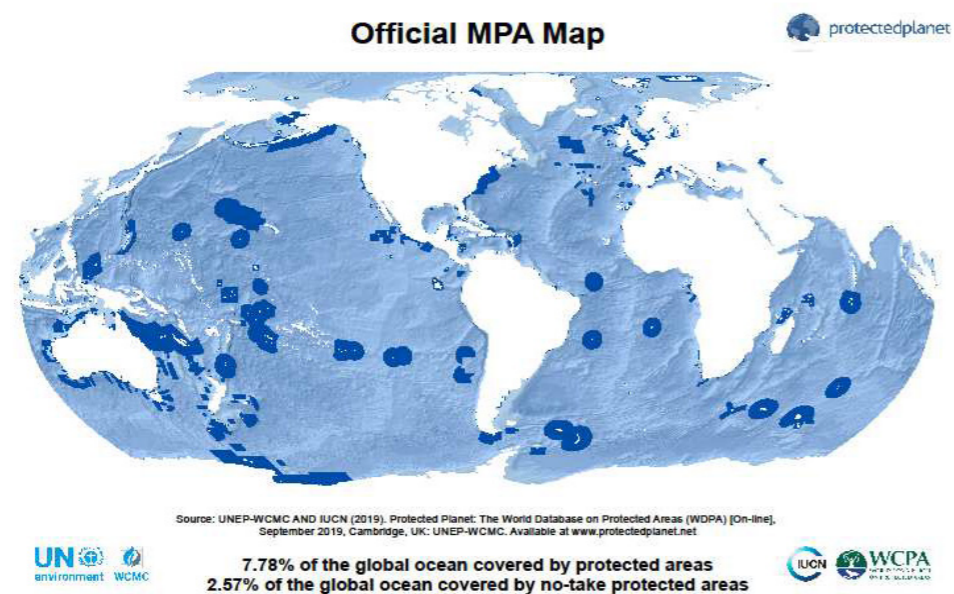 Official MPA Map
protectedplanet
Source: UNEP-WCMC AND IUCN (2019). Protected Planet: The World Database on Protected Areas (WDPA) [On-line],
September 2019, Cambridge, UK: UNEP-WCMC. Available at www.protectedplanet.net
UN
environment
WCMC
7.78% of the global ocean covered by protected areas
2.57% of the global ocean covered by no-take protected areas
IUCN
WCPA